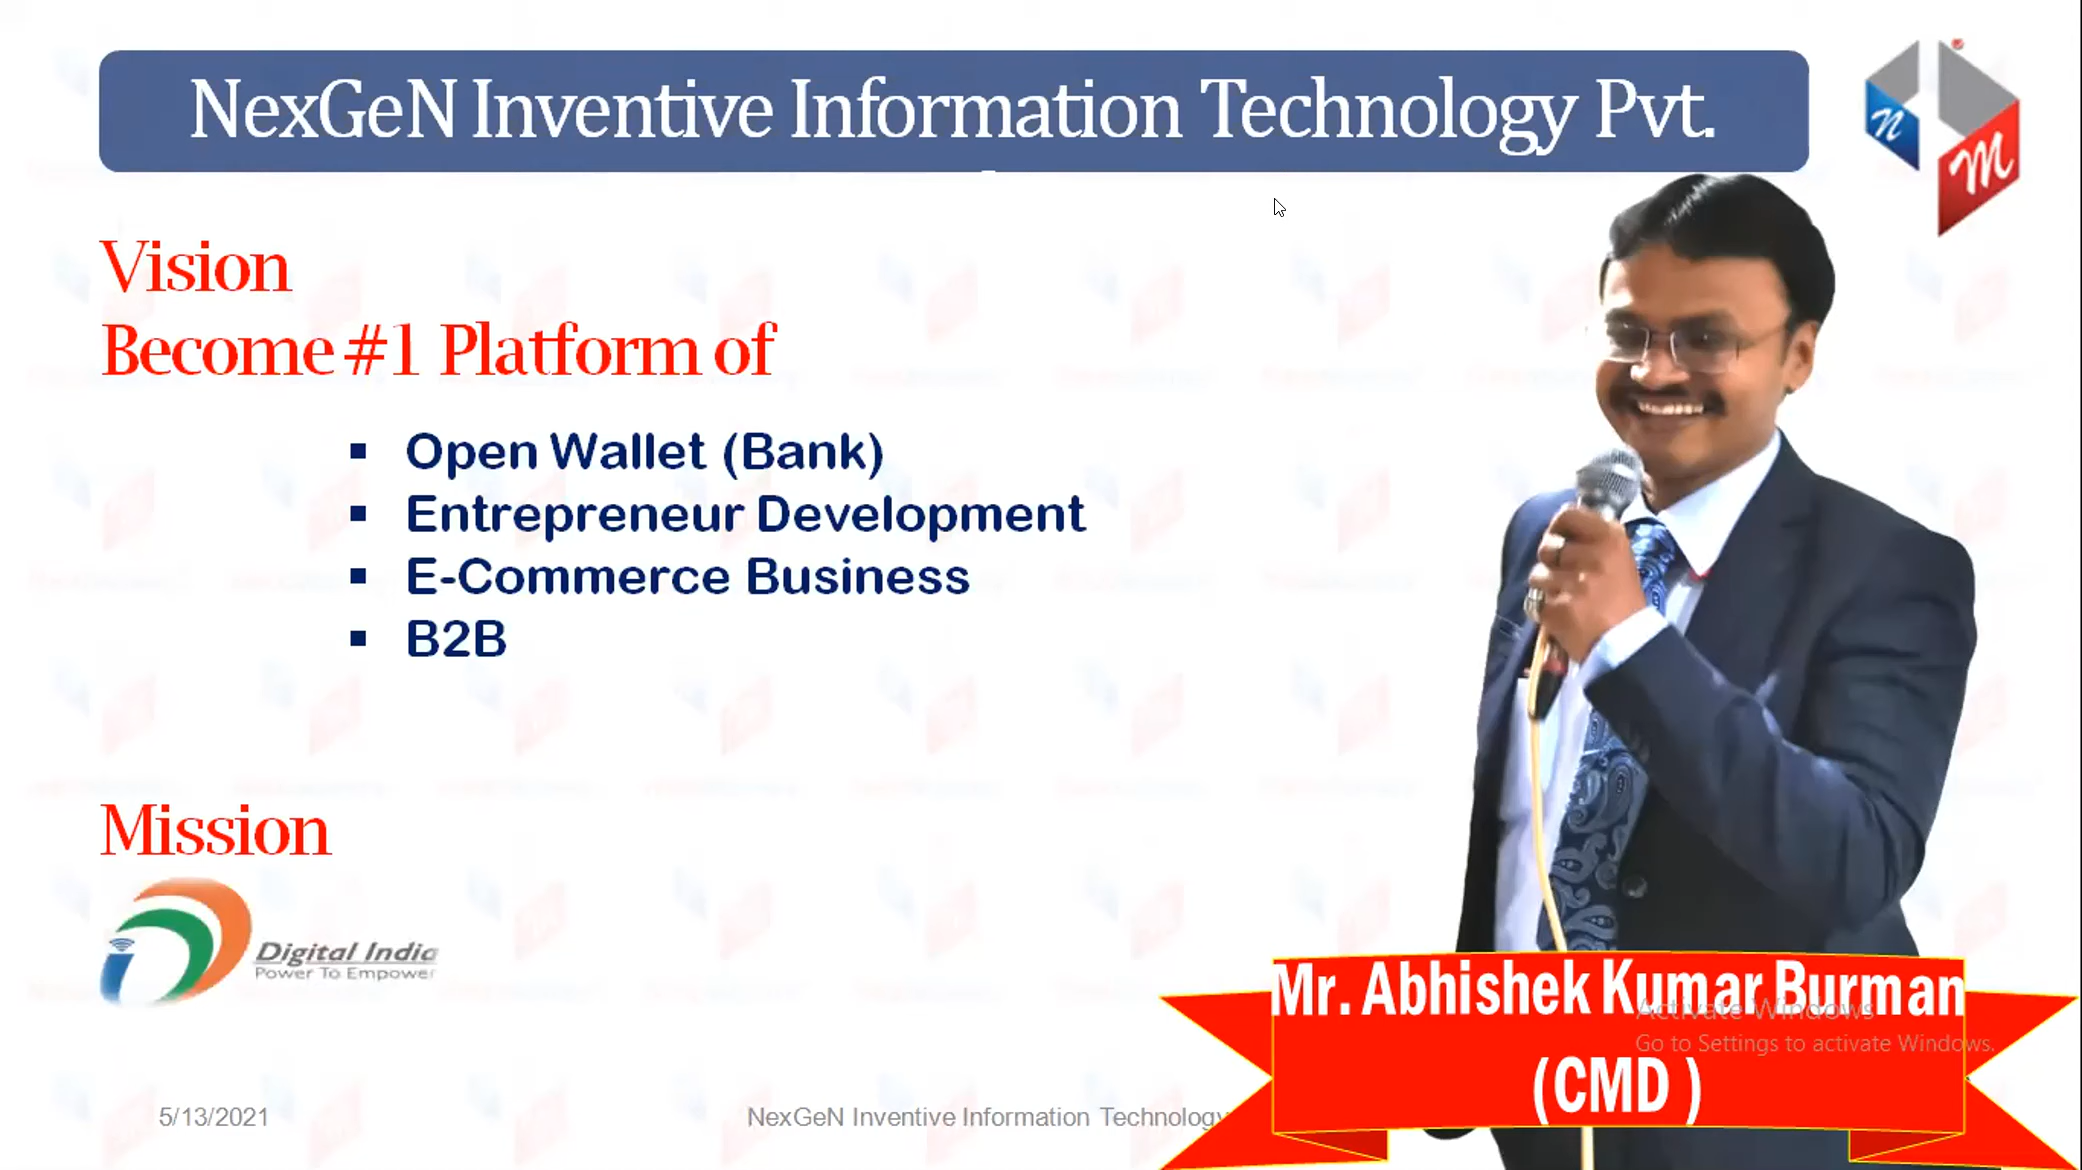 NexGeN Inventive Information Technology Pvt.
n
M
Vision
Become #1 Platform of
▪ Open Wallet (Bank)
▪ Entrepreneur Development
▪ E-Commerce Business
▪ B2B
Mission
Digital India
Power To Empower
Mr. Abhishek Kumar Burman
(CMD )
Activate Windows
Go to Settings to activate Windows.
5/13/2021
NexGeN Inventive Information Technology